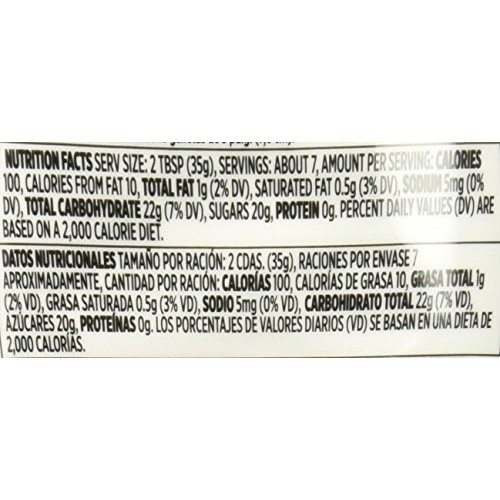 NUTRITION FACTS SERV SIZE: 2 TBSP (35g), SERVINGS: ABOUT 7, AMOUNT PER SERVING: CALORIES
100, CALORIES FROM FAT 10, TOTAL FAT 1g (2% DV), SATURATED FAT 0.5g (3% DV), SODIUM 5mg (0%
DV), TOTAL CARBOHYDRATE 22g (7% DV), SUGARS 20g, PROTEIN 0g. PERCENT DAILY VALUES (DV) ARE
BASED ON A 2,000 CALORIE DIET.
DATOS NUTRICIONALES TAMAÑO POR RACIÓN: 2 CDAS. (35g), RACIONES POR ENVASE 7
APROXIMADAMENTE, CANTIDAD POR RACIÓN: CALORÍAS 100, CALORÍAS DE GRASA 10, GRASA TOTAL 1g
(2% VD), GRASA SATURADA 0.5g (3% VD), SODIO 5mg (0% VD), CARBOHIDRATO TOTAL 22g (7% VD),
AZÚCARES 20g, PROTEÍNAS 0g. LOS PORCENTAJES DE VALORES DIARIOS (VD) SE BASAN EN UNA DIETA DE
2,000 CALORÍAS.